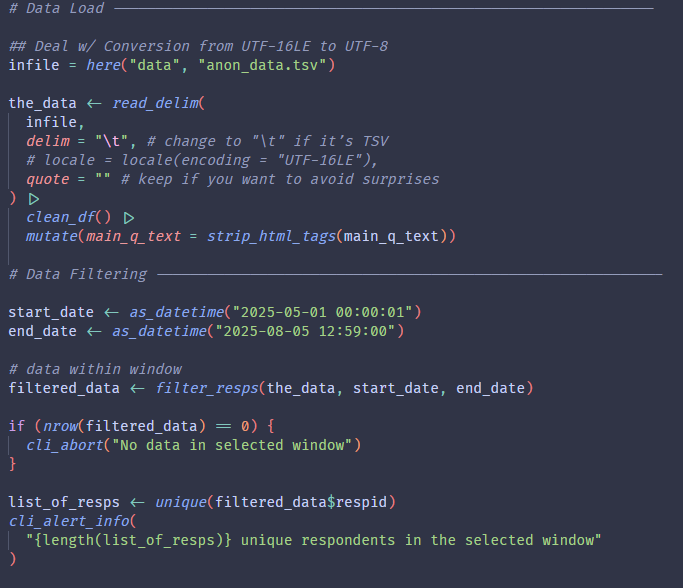 # Data Load ────────────────────────────────────────
## Deal w/ Conversion from UTF-16LE to UTF-8
infile = here("data", "anon_data.tsv")
the_data <- read_delim(
  infile,
  delim = "\t", # change to "\t" if it's TSV
  # locale = locale(encoding = "UTF-16LE"),
  quote = "" # keep if you want to avoid surprises
) |>
  clean_df() |>
  mutate(main_q_text = strip_html_tags(main_q_text))
# Data Filtering ────────────────────────────────────────
start_date <- as_datetime("2025-05-01 00:00:01")
end_date <- as_datetime("2025-08-05 12:59:00")
# data within window
filtered_data <- filter_resps(the_data, start_date, end_date)
if (nrow(filtered_data) == 0) {
  cli_abort("No data in selected window")
}
list_of_resps <- unique(filtered_data$respid)
cli_alert_info(
  "{length(list_of_resps)} unique respondents in the selected window"
)